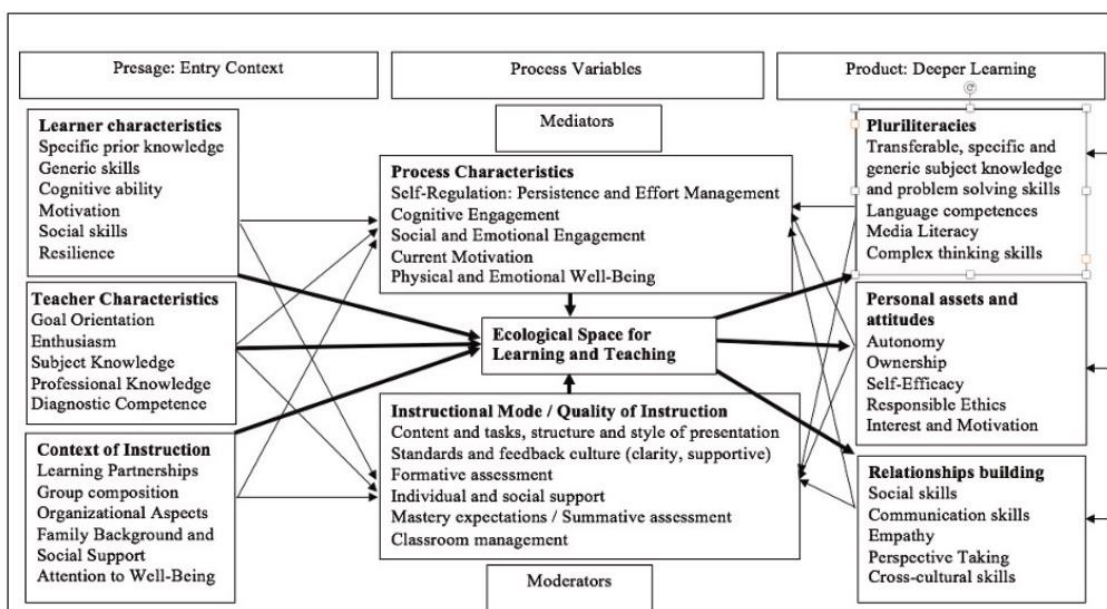 Presage: Entry Context
Process Variables
Product: Deeper Learning
Learner characteristics
Specific prior knowledge
Generic skills
Cognitive ability
Motivation
Social skills
Resilience
Teacher Characteristics
Goal Orientation
Enthusiasm
Subject Knowledge
Professional Knowledge
Diagnostic Competence
Context of Instruction
Learning Partnerships
Group composition
Organizational Aspects
Family Background and
Social Support
Attention to Well-Being
Mediators
Process Characteristics
Self-Regulation: Persistence and Effort Management
Cognitive Engagement
Social and Emotional Engagement
Current Motivation
Physical and Emotional Well-Being
Ecological Space for
Learning and Teaching
Instructional Mode / Quality of Instruction
Content and tasks, structure and style of presentation
Standards and feedback culture (clarity, supportive)
Formative assessment
Individual and social support
Mastery expectations / Summative assessment
Classroom management
Moderators
Pluriliteracies
Transferable, specific and
generic subject knowledge
and problem solving skills
Language competences
Media Literacy
Complex thinking skills
Personal assets and
attitudes
Autonomy
Ownership
Self-Efficacy
Responsible Ethics
Interest and Motivation
Relationships building
Social skills
Communication skills
Empathy
Perspective Taking
Cross-cultural skills